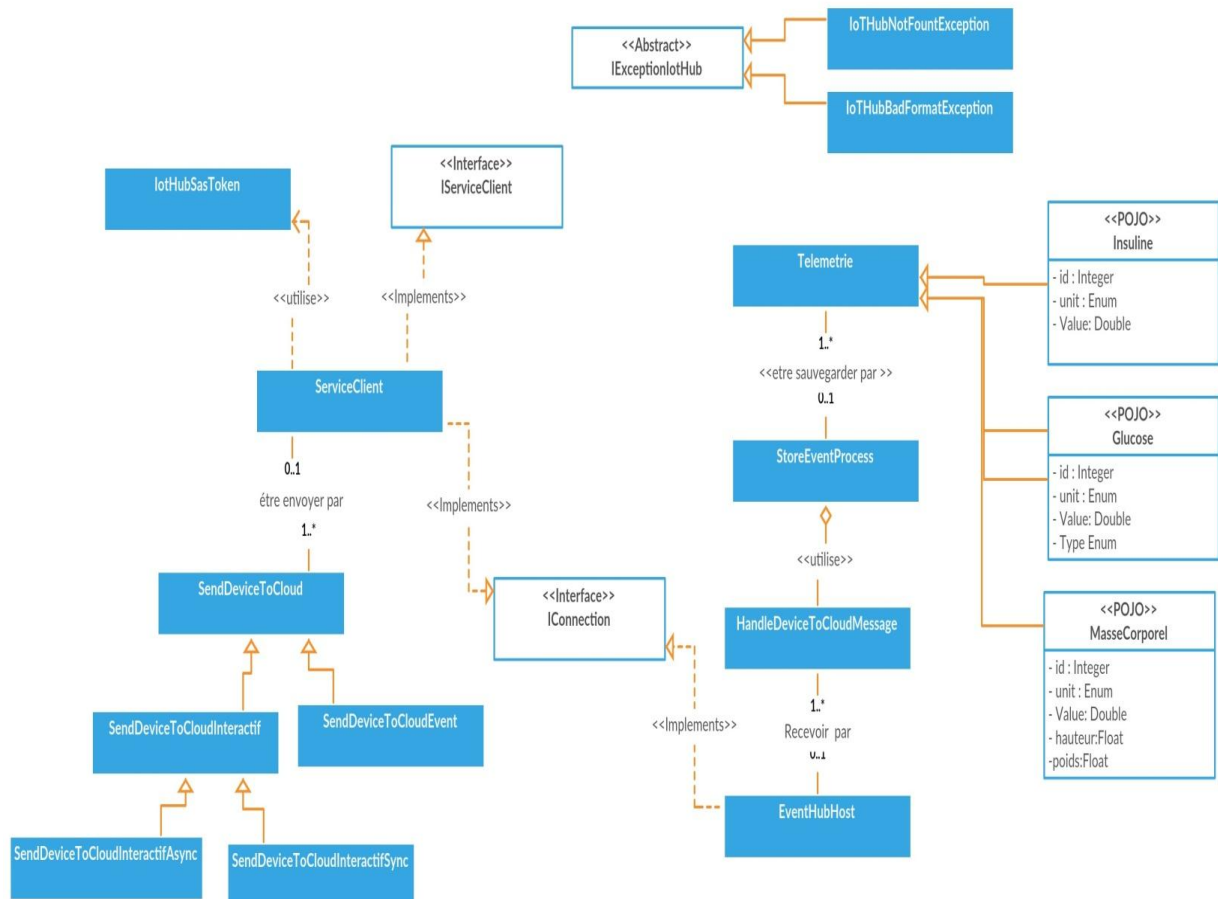 <<Abstract>>
IExceptionIotHub
IoTHubNotFountException
IoTHubBadFormatException
IotHubSasToken
<<Interface>>
IServiceClient
<<utilise>>
<<Implements>>
ServiceClient
0..1
étre envoyer par
1..*
SendDeviceToCloud
SendDeviceToCloudInteractif
SendDeviceToCloudEvent
SendDeviceToCloudInteractifAsync
SendDeviceToCloudInteractifSync
<<Implements>>
<<Interface>>
IConnection
<<Implements>>
Telemetrie
1..*
<<etre sauvegarder par >>
0..1
StoreEventProcess
<<utilise>>
HandleDeviceToCloudMessage
1..*
Recevoir par
0..1
EventHubHost
<<POJO>>
Insuline
- id : Integer
- unit : Enum
- Value: Double
<<POJO>>
Glucose
- id : Integer
- unit : Enum
- Value: Double
- Type Enum
<<POJO>>
MasseCorporel
- id : Integer
- unit : Enum
- Value: Double
- hauteur:Float
-poids:Float